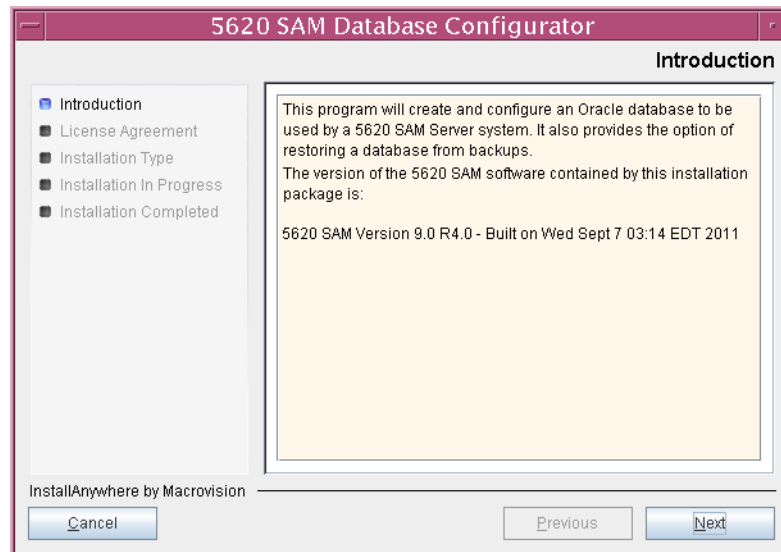 5620 SAM Database Configurator
Introduction
Introduction
License Agreement
Installation Type
Installation In Progress
Installation Completed
This program will create and configure an Oracle database to be
used by a 5620 SAM Server system. It also provides the option of
restoring a database from backups.
The version of the 5620 SAM software contained by this installation
package is:
5620 SAM Version 9.0 R4.0 - Built on Wed Sept 7 03:14 EDT 2011
InstallAnywhere by Macrovision
Cancel
Previous
Next